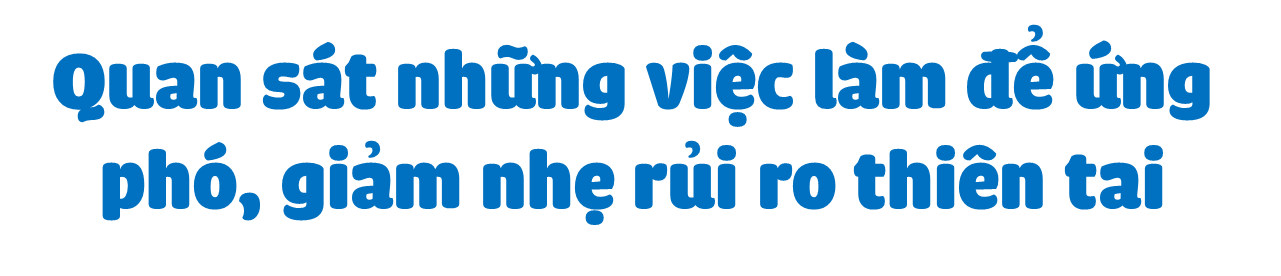 Quan sát những việc làm để ứng
phó, giảm nhẹ rủi ro thiên tai